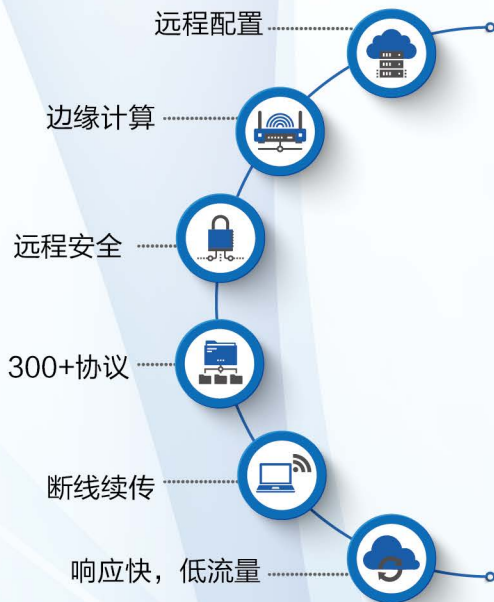 远程配置
边缘计算
远程安全
300+协议
断线续传
响应快，低流量